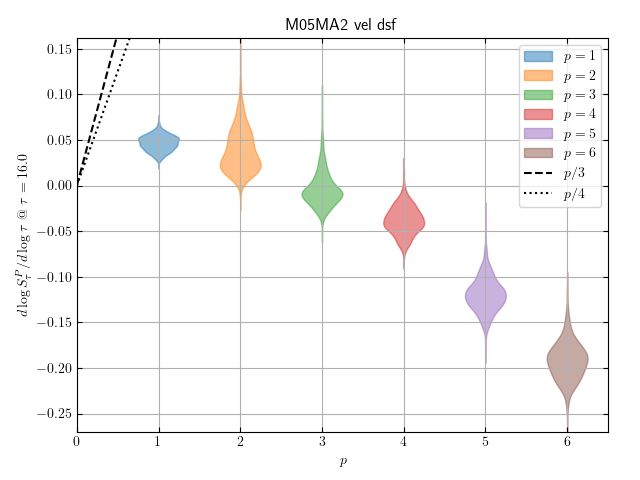 M05MA2 vel dsf
d log S_τ^P / d log τ @ τ = 16.0
0.15
0.10
0.05
0.00
−0.05
−0.10
−0.15
−0.20
−0.25
0 1 2 3 4 5 6
p
p = 1
p = 2
p = 3
p = 4
p = 5
p = 6
p/3
p/4